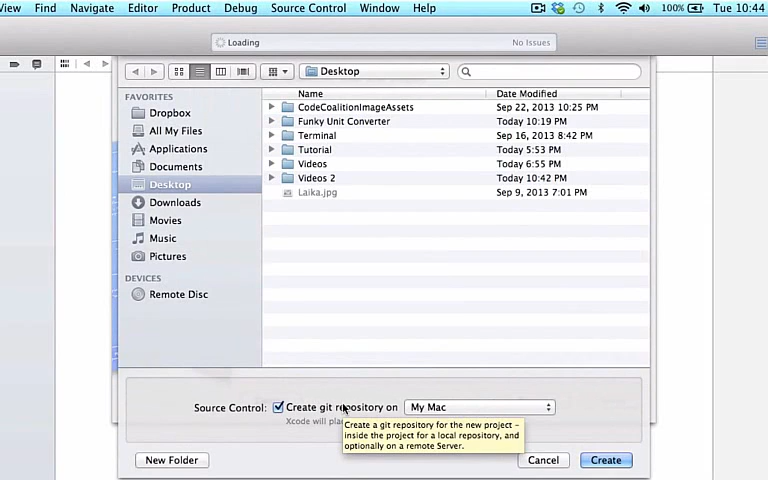 View Find Navigate Editor Product Debug Source Control Window Help 100% Tue 10:44
Loading No Issues
Desktop
FAVORITES
Dropbox
All My Files
Applications
Documents
Desktop
Downloads
Movies
Music
Pictures
DEVICES
Remote Disc
Name Date Modified
CodeCoalitionImageAssets Sep 22, 2013 10:25 PM
Funky Unit Converter Today 10:19 PM
Terminal Sep 16, 2013 8:42 PM
Tutorial Today 5:53 PM
Videos Today 6:55 PM
Videos 2 Today 10:42 PM
Laika.jpg Sep 9, 2013 7:01 PM
Source Control: Create git repository on My Mac
Xcode will
Create a git repository for the new project –
inside the project for a local repository, and
optionally on a remote Server.
New Folder Cancel Create